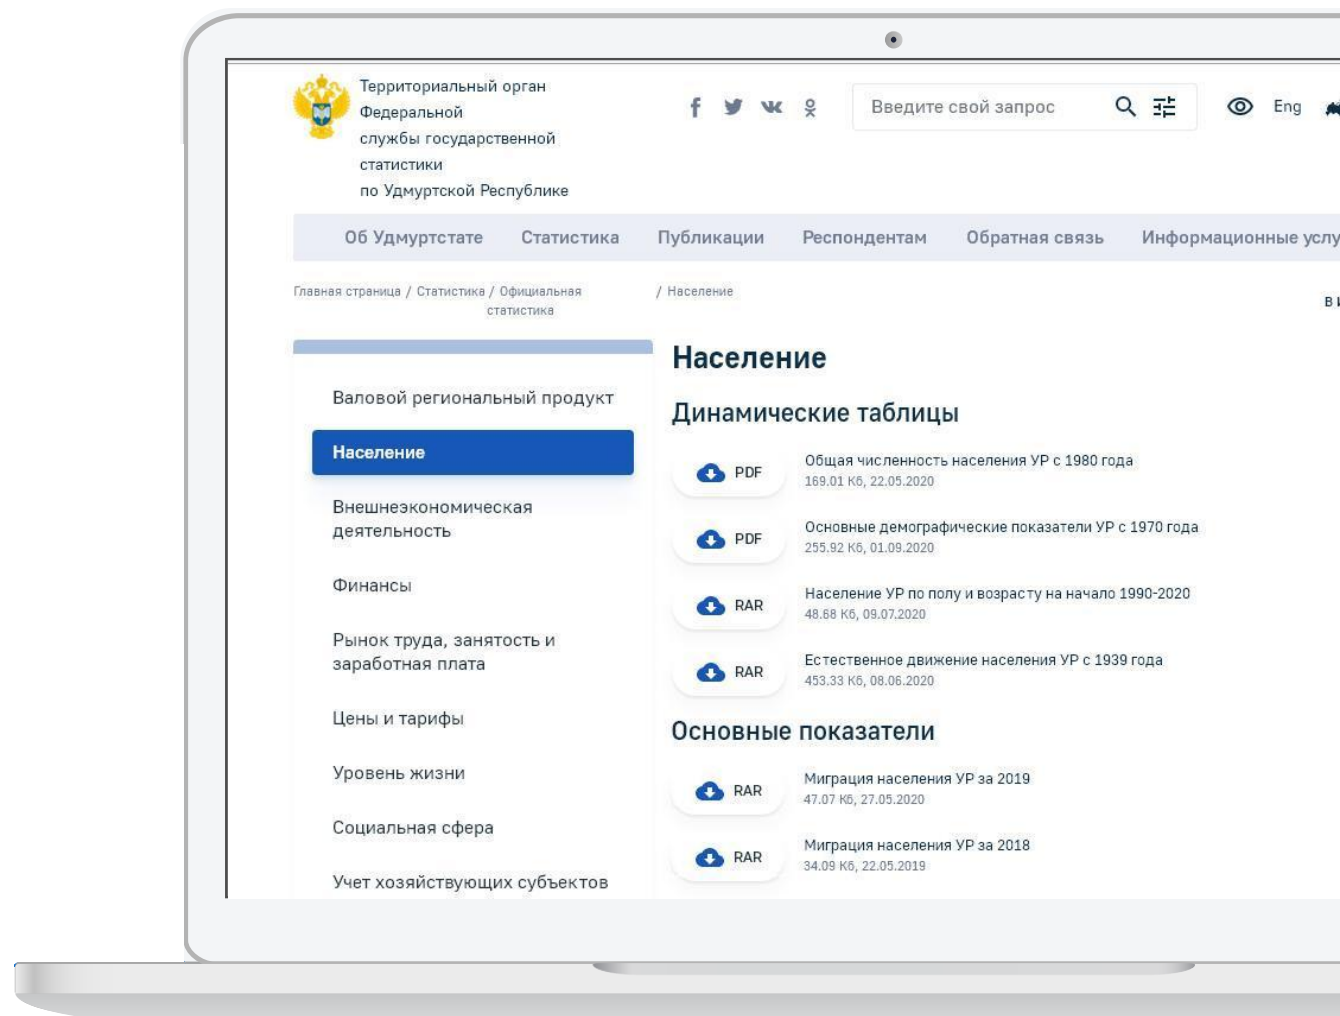 Территориальный орган
Федеральной
службы государственной
статистики
по Удмуртской Республике
Введите свой запрос
Eng
Об Удмуртстате Статистика Публикации Респондентам Обратная связь Информационные услу
Главная страница / Статистика / Официальная / Население
статистика
В И
Население
Динамические таблицы
Валовой региональный продукт
Население
Внешнеэкономическая
деятельность
Финансы
Рынок труда, занятость и
заработная плата
Цены и тарифы
Уровень жизни
Социальная сфера
Учет хозяйствующих субъектов
PDF Общая численность населения УР с 1980 года
169.01 Кб, 22.05.2020
PDF Основные демографические показатели УР с 1970 года
255.92 Кб, 01.09.2020
RAR Население УР по полу и возрасту на начало 1990-2020
48.68 Кб, 09.07.2020
RAR Естественное движение населения УР с 1939 года
453.33 Кб, 08.06.2020
Основные показатели
RAR Миграция населения УР за 2019
47.07 Кб, 27.05.2020
RAR Миграция населения УР за 2018
34.09 Кб, 22.05.2019